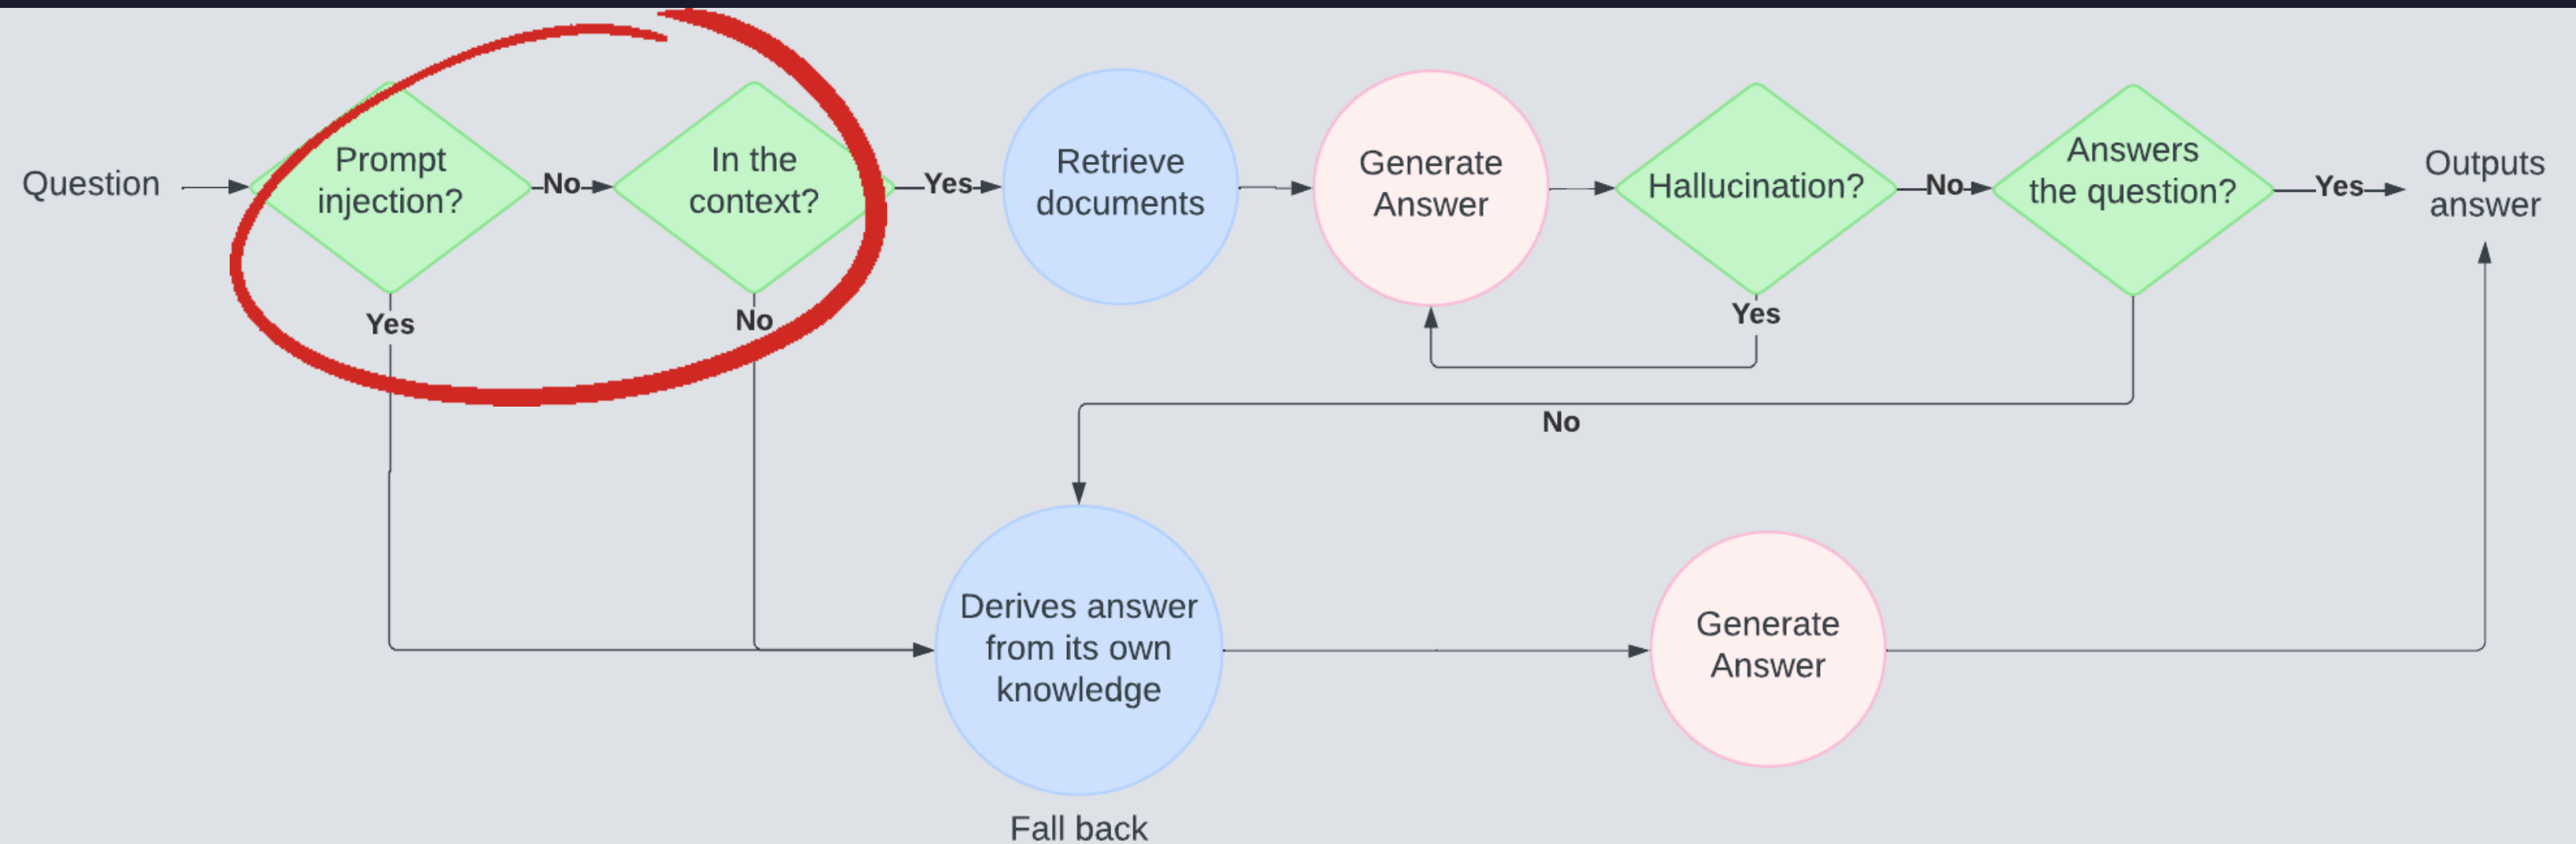 Question
Prompt
injection?
No
In the
context?
Yes
Retrieve
documents
Generate
Answer
Hallucination?
No
Answers
the question?
Yes
Outputs
answer
Yes
No
Yes
No
Derives answer
from its own
knowledge
Generate
Answer
Fall back